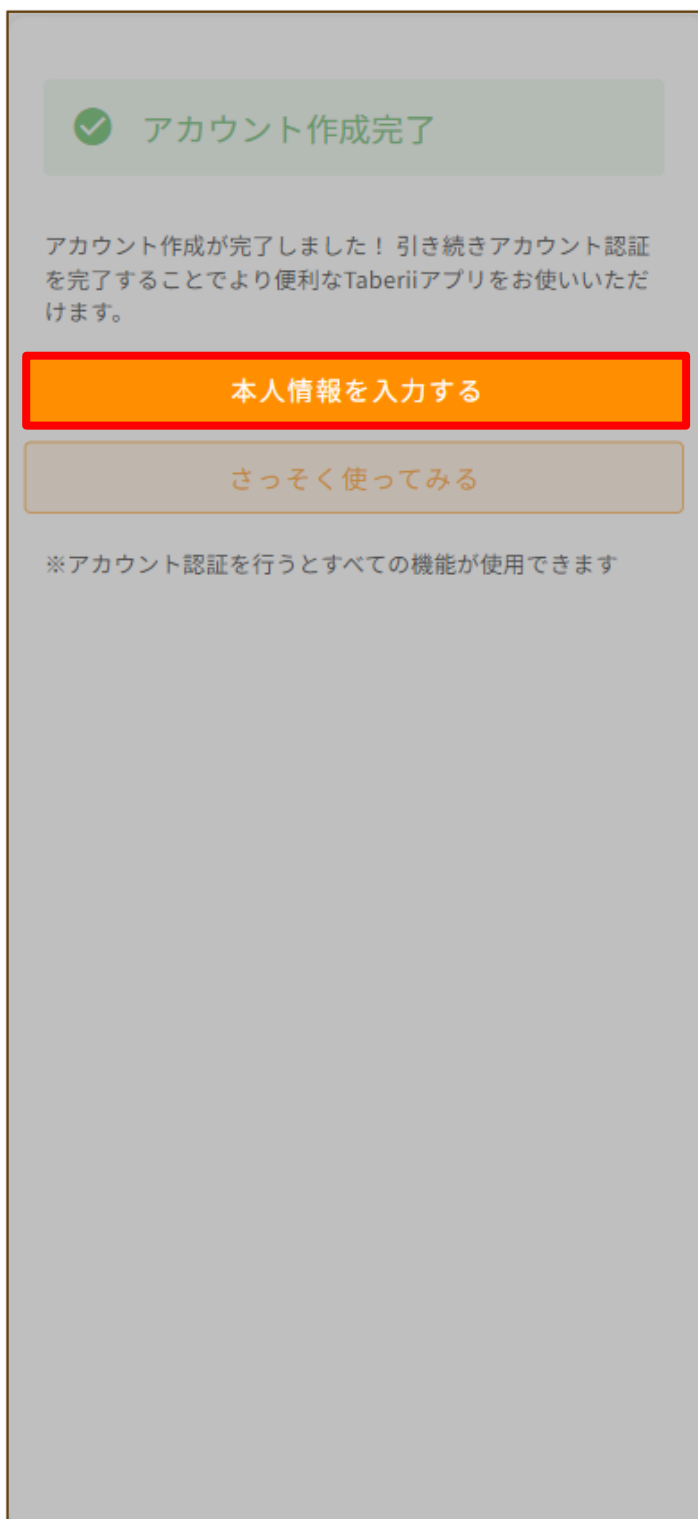 アカウント作成完了
アカウント作成が完了しました！ 引き続きアカウント認証
を完了することでより便利なTaberiiアプリをお使いいただ
けます。
本人情報を入力する
さっそく使ってみる
※アカウント認証を行うとすべての機能が使用できます